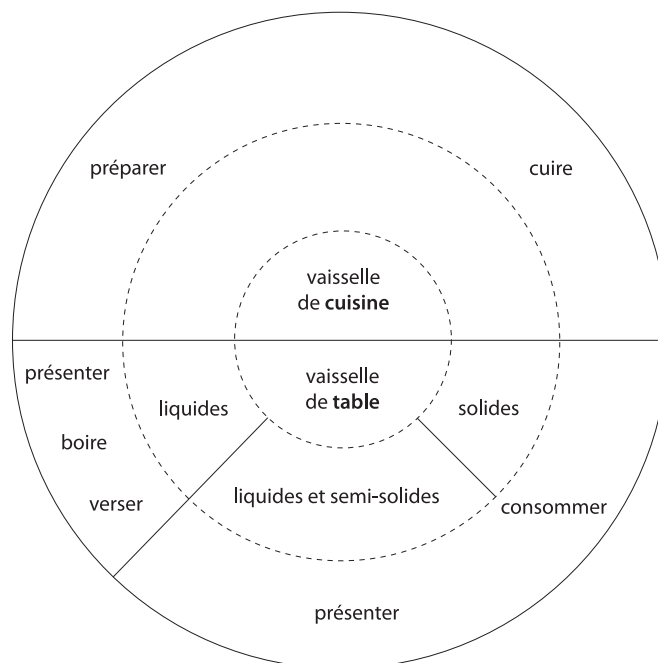 préparer
cuire
vaisselle
de cuisine
vaisselle
de table
présenter
boire
verser
liquides
solides
liquides et semi-solides
consommer
présenter